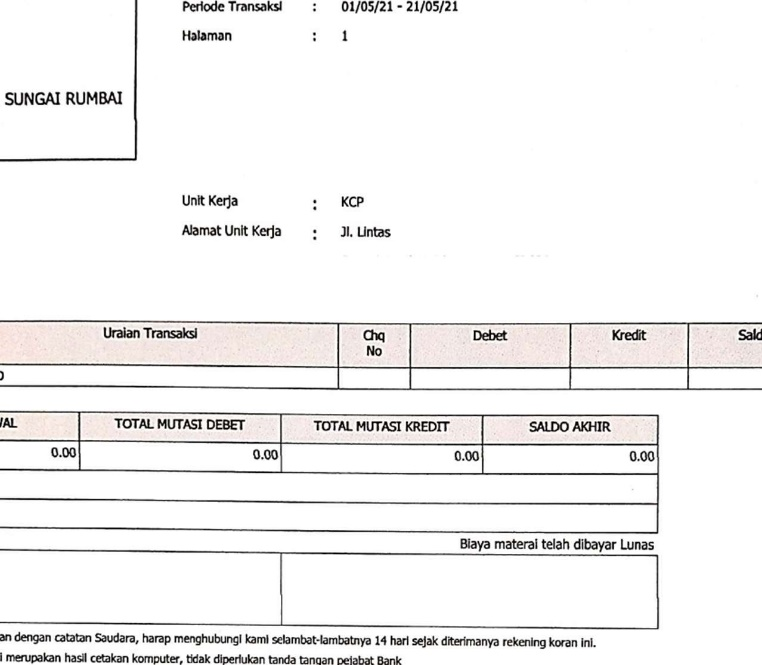 Periode Transaksi : 01/05/21 - 21/05/21
Halaman : 1
SUNGAI RUMBAI
Unit Kerja : KCP
Alamat Unit Kerja : Jl. Lintas
Uraian Transaksi Chq No Debet Kredit Sald
O
WAL TOTAL MUTASI DEBET TOTAL MUTASI KREDIT SALDO AKHIR
0.00 0.00 0.00 0.00
Biaya materai telah dibayar Lunas
an dengan catatan Saudara, harap menghubungi kami selambat-lambatnya 14 hari sejak diterimanya rekening koran ini.
i merupakan hasil cetakan komputer, tidak diperlukan tanda tangan pejabat Bank